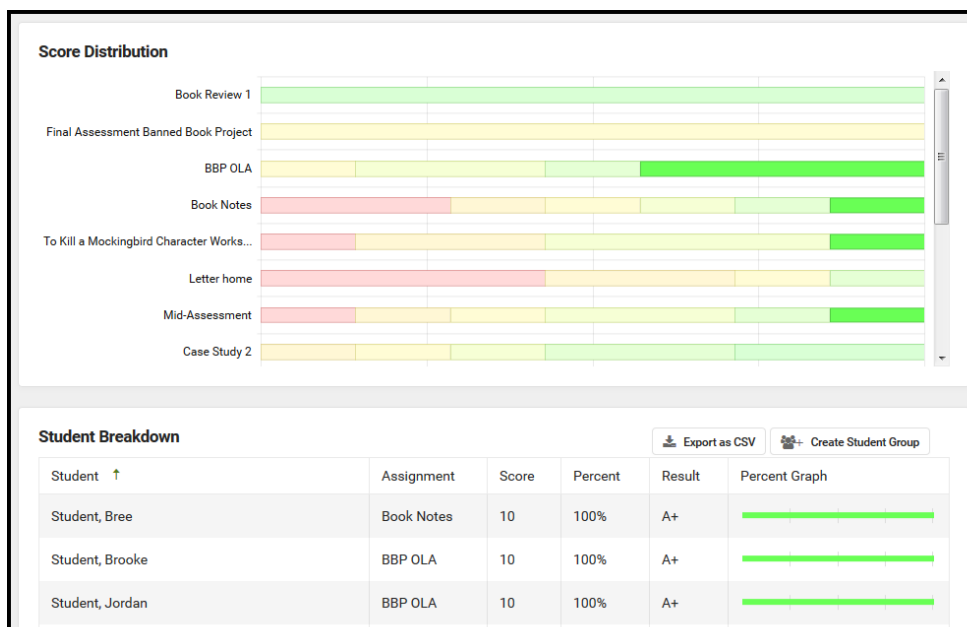 Score Distribution
Book Review 1
Final Assessment Banned Book Project
BBP OLA
Book Notes
To Kill a Mockingbird Character Works...
Letter home
Mid-Assessment
Case Study 2
Student Breakdown
Export as CSV Create Student Group
Student ↑ Assignment Score Percent Result Percent Graph
Student, Bree Book Notes 10 100% A+
Student, Brooke BBP OLA 10 100% A+
Student, Jordan BBP OLA 10 100% A+